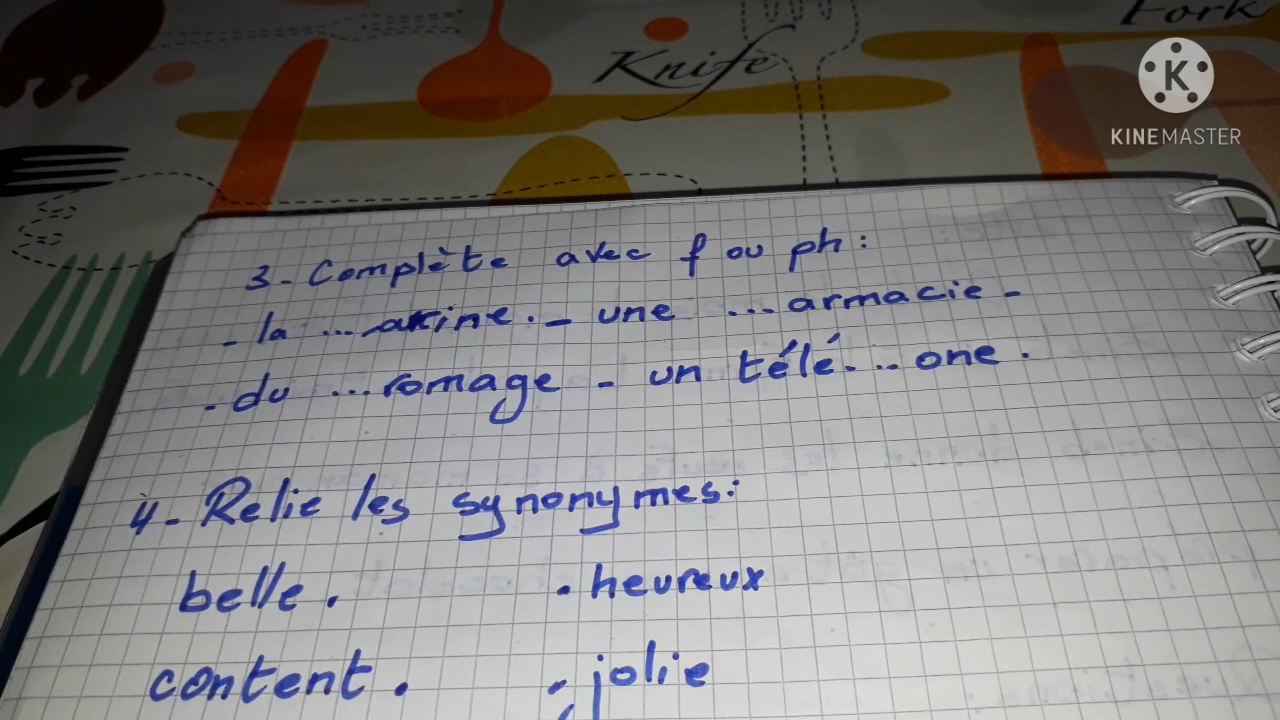 Fork
Knife
K
KINEMASTER
3- Complète avec f ou ph:
- la ...arine. - une ...armacie -
- du ...romage - un télé...one.
4- Relie les synonymes:
belle . . heureux
content . . jolie